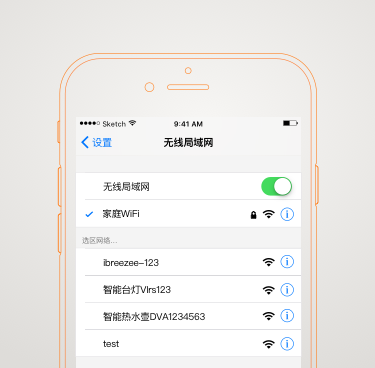 Sketch 9:41 AM
设置 无线局域网
无线局域网
家庭WiFi
选区网络...
ibreezee-123
智能台灯VIrs123
智能热水壶DVA1234563
test